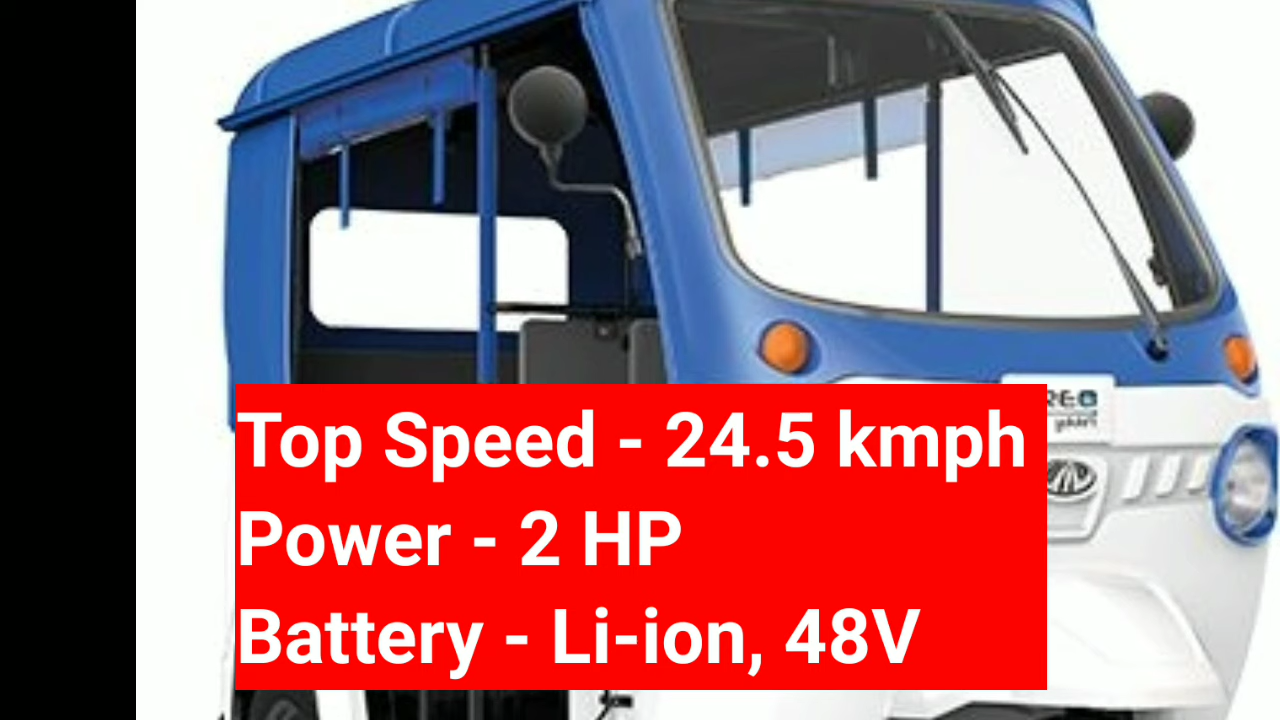 Top Speed - 24.5 kmph
Power - 2 HP
Battery - Li-ion, 48V